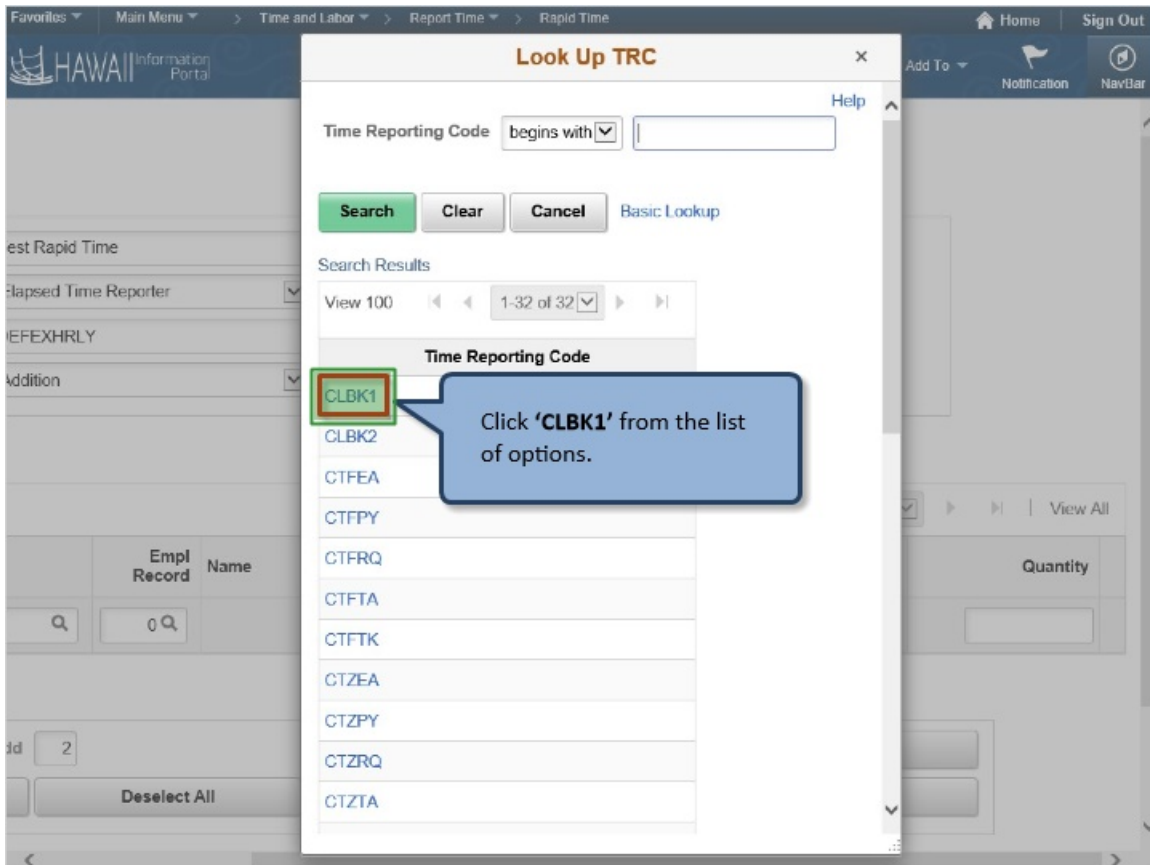 Favorites Main Menu > Time and Labor > Report Time > Rapid Time Home Sign Out
HAWAII Information Portal
Add To Notification NavBar
Look Up TRC ×
Help
Time Reporting Code begins with
Search Clear Cancel Basic Lookup
Search Results
View 100 1-32 of 32
Time Reporting Code
CLBK1
CLBK2
CTFEA
CTFPY
CTFRQ
CTFTA
CTFTK
CTZEA
CTZPY
CTZRQ
CTZTA
Click ‘CLBK1’ from the list
of options.
est Rapid Time
Elapsed Time Reporter
DEFEXHRLY
Addition
View All
Empl
Record
Name
Quantity
0
dd 2
Deselect All